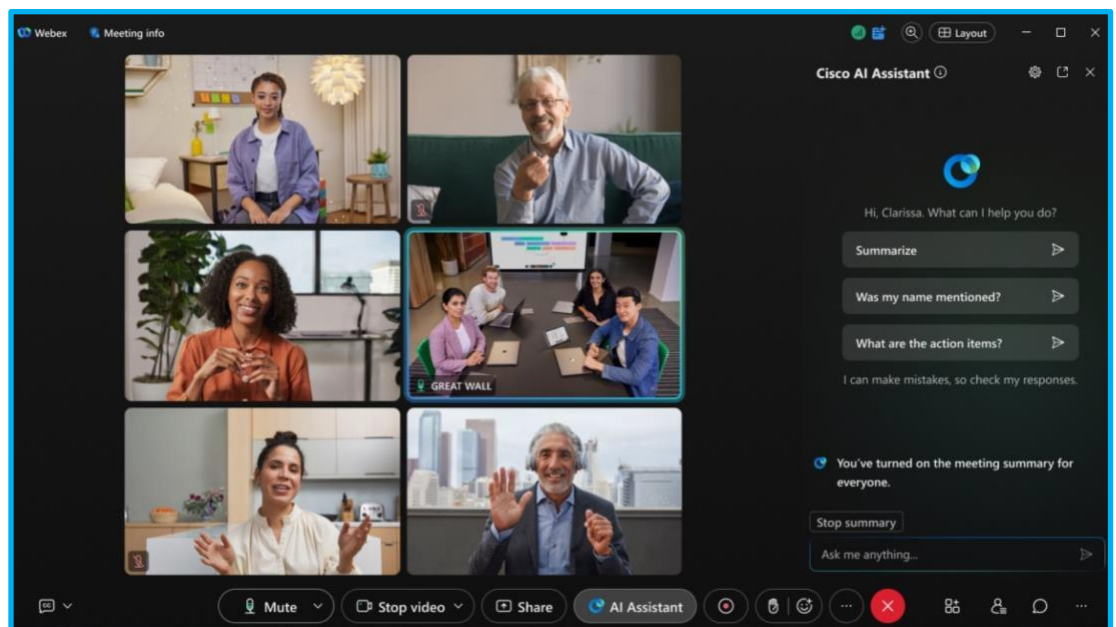 Webex
Meeting info
Layout
Cisco AI Assistant
Hi, Clarissa. What can I help you do?
Summarize
Was my name mentioned?
What are the action items?
I can make mistakes, so check my responses.
GREAT WALL
You've turned on the meeting summary for
everyone.
Stop summary
Ask me anything...
CC
Mute
Stop video
Share
AI Assistant